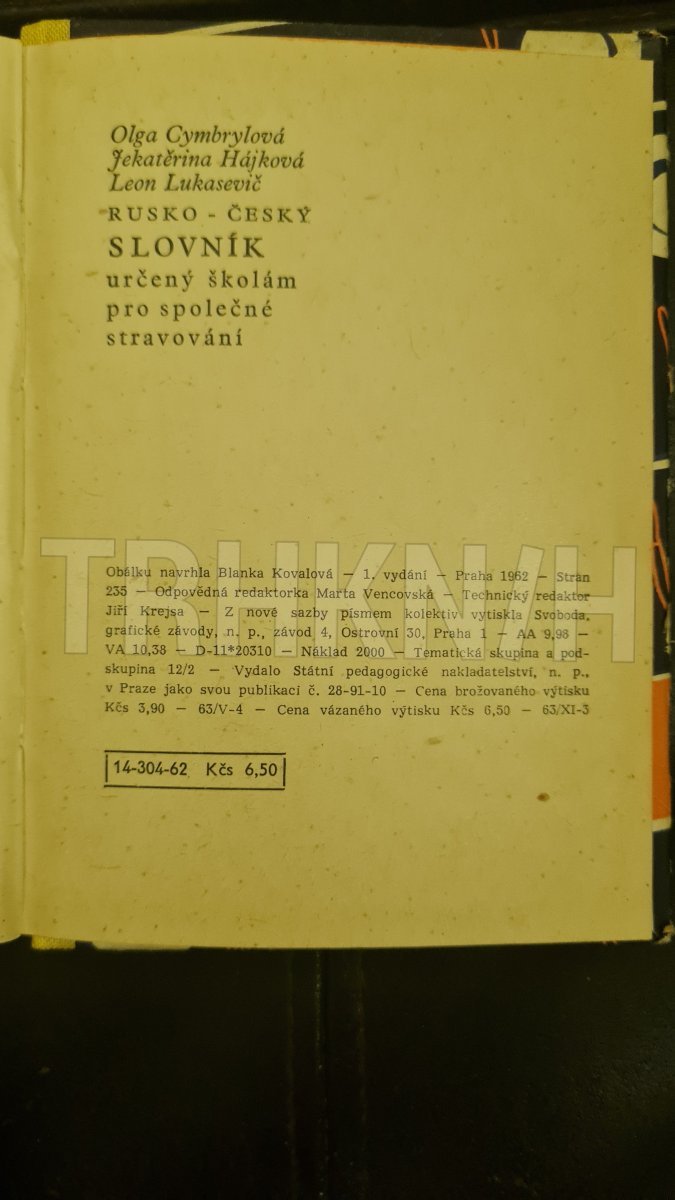 Olga Cymbrylová
Jekatěrina Hájková
Leon Lukasevič
RUSKO - ČESKÝ
SLOVNÍK
určený školám
pro společné
stravování
TRHKNIH
Obálku navrhla Blanka Kovalová — 1. vydání — Praha 1962 — Stran
235 — Odpovědná redaktorka Marta Vencovská — Technický redaktor
Jiří Krejsa — Z nové sazby písmem kolektiv vytiskla Svoboda,
grafické závody, n. p., závod 4, Ostrovní 30, Praha 1 — AA 9,98 —
VA 10,38 — D-11*20310 — Náklad 2000 — Tematická skupina a pod-
skupina 12/2 — Vydalo Státní pedagogické nakladatelství, n. p.,
v Praze jako svou publikaci č. 28-91-10 — Cena brožovaného výtisku
Kčs 3,90 — 63/V-4 — Cena vázaného výtisku Kčs 6,50 — 63/XI-3
14-304-62 Kčs 6,50